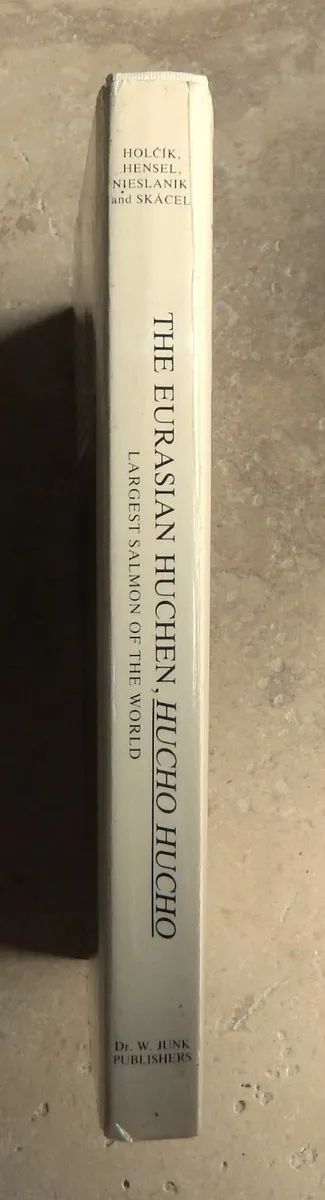 HOLČÍK,
HENSEL,
NIESLANIK
and SKÁCEL
THE EURASIAN HUCHEN, HUCHO HUCHO
LARGEST SALMON OF THE WORLD
Dr. W. JUNK
PUBLISHERS